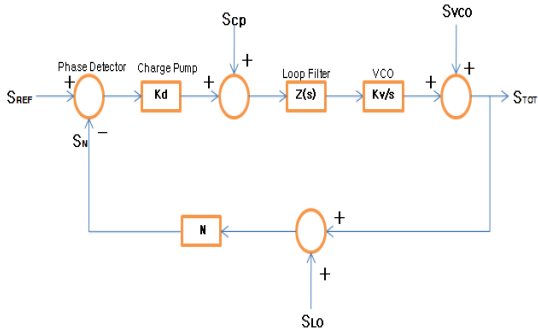 SCP
SVCO
Phase Detector
Charge Pump
+
+
Loop Filter
VCO
+
+
+
SREF
Kd
Z(s)
Kv/s
STOT
SN
−
N
+
+
SLO